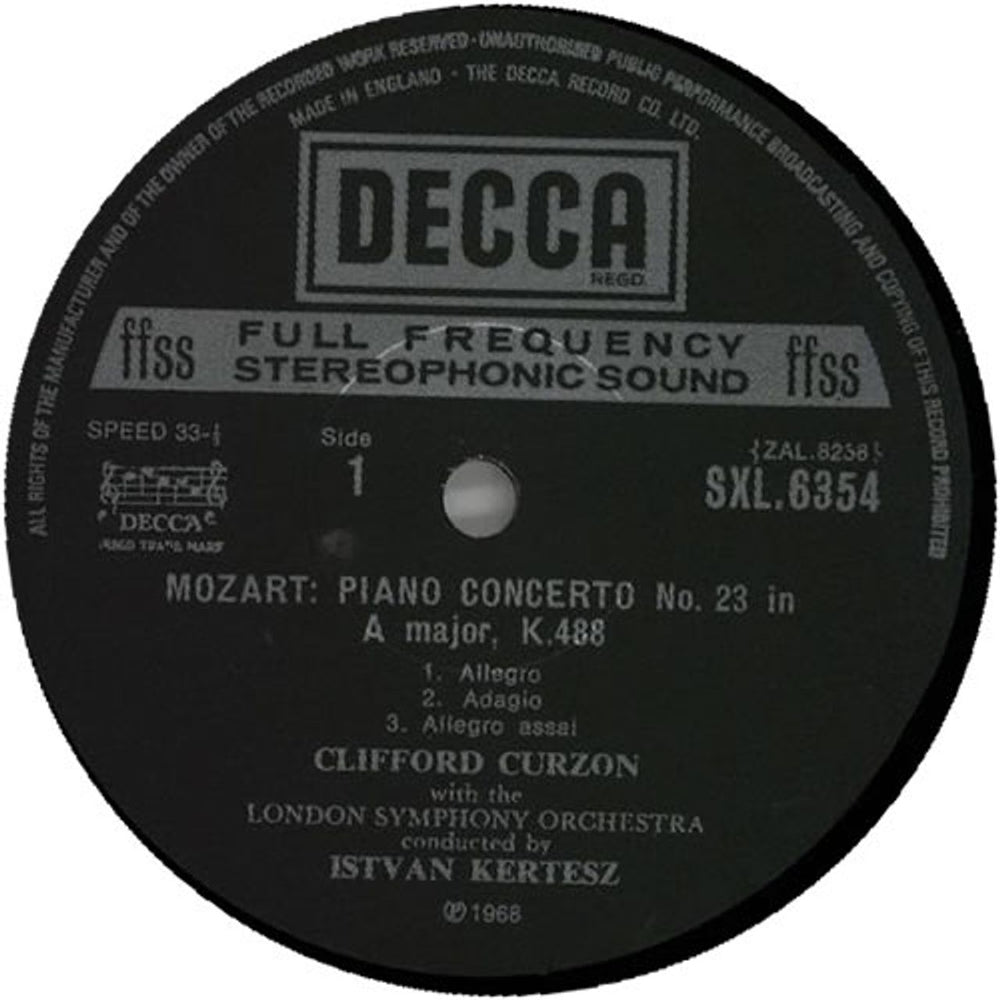 ALL RIGHTS OF THE MANUFACTURER AND OF THE OWNER OF THE RECORDED WORK RESERVED · UNAUTHORISED PUBLIC PERFORMANCE BROADCASTING AND COPYING OF THIS RECORD PROHIBITED
MADE IN ENGLAND · THE DECCA RECORD CO. LTD.
DECCA
REGD.
ffss FULL FREQUENCY STEREOPHONIC SOUND ffss
SPEED 33-⅓
Side
1
ZAL.8238
SXL.6354
DECCA
REGD TRADE MARK
MOZART: PIANO CONCERTO No. 23 in
A major, K.488
1. Allegro
2. Adagio
3. Allegro assai
CLIFFORD CURZON
with the
LONDON SYMPHONY ORCHESTRA
conducted by
ISTVAN KERTESZ
℗ 1968